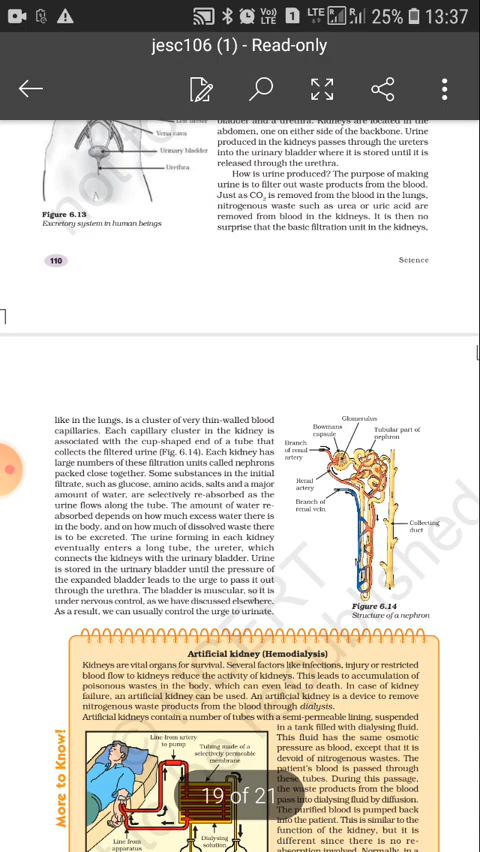 Vo)) LTE 1 LTE R R 25% 13:37
jesc106 (1) - Read-only
Vena cava
Urinary bladder
Urethra
Figure 6.13
Excretory system in human beings
bladder and a urethra. Kidneys are located in the
abdomen, one on either side of the backbone. Urine
produced in the kidneys passes through the ureters
into the urinary bladder where it is stored until it is
released through the urethra.
How is urine produced? The purpose of making
urine is to filter out waste products from the blood.
Just as CO₂ is removed from the blood in the lungs,
nitrogenous waste such as urea or uric acid are
removed from blood in the kidneys. It is then no
surprise that the basic filtration unit in the kidneys,
110
Science
like in the lungs, is a cluster of very thin-walled blood
capillaries. Each capillary cluster in the kidney is
associated with the cup-shaped end of a tube that
collects the filtered urine (Fig. 6.14). Each kidney has
large numbers of these filtration units called nephrons
packed close together. Some substances in the initial
filtrate, such as glucose, amino acids, salts and a major
amount of water, are selectively re-absorbed as the
urine flows along the tube. The amount of water re-
absorbed depends on how much excess water there is
in the body, and on how much of dissolved waste there
is to be excreted. The urine forming in each kidney
eventually enters a long tube, the ureter, which
connects the kidneys with the urinary bladder. Urine
is stored in the urinary bladder until the pressure of
the expanded bladder leads to the urge to pass it out
through the urethra. The bladder is muscular, so it is
under nervous control, as we have discussed elsewhere.
As a result, we can usually control the urge to urinate.
Glomerulus
Bowmans
capsule
Tubular part of
nephron
Branch
of renal
artery
Renal
artery
Branch of
renal vein
Collecting
duct
Figure 6.14
Structure of a nephron
More to Know!
Artificial kidney (Hemodialysis)
Kidneys are vital organs for survival. Several factors like infections, injury or restricted
blood flow to kidneys reduce the activity of kidneys. This leads to accumulation of
poisonous wastes in the body, which can even lead to death. In case of kidney
failure, an artificial kidney can be used. An artificial kidney is a device to remove
nitrogenous waste products from the blood through dialysis.
Artificial kidneys contain a number of tubes with a semi-permeable lining, suspended
in a tank filled with dialysing fluid.
This fluid has the same osmotic
pressure as blood, except that it is
devoid of nitrogenous wastes. The
patient's blood is passed through
these tubes. During this passage,
the waste products from the blood
pass into dialysing fluid by diffusion.
The purified blood is pumped back
into the patient. This is similar to the
function of the kidney, but it is
different since there is no re-
absorption involved. Normally, in a
Line from artery
to pump
Tubing made of a
selectively permeable
membrane
Line from
apparatus
Dialysing
solution
19 of 21